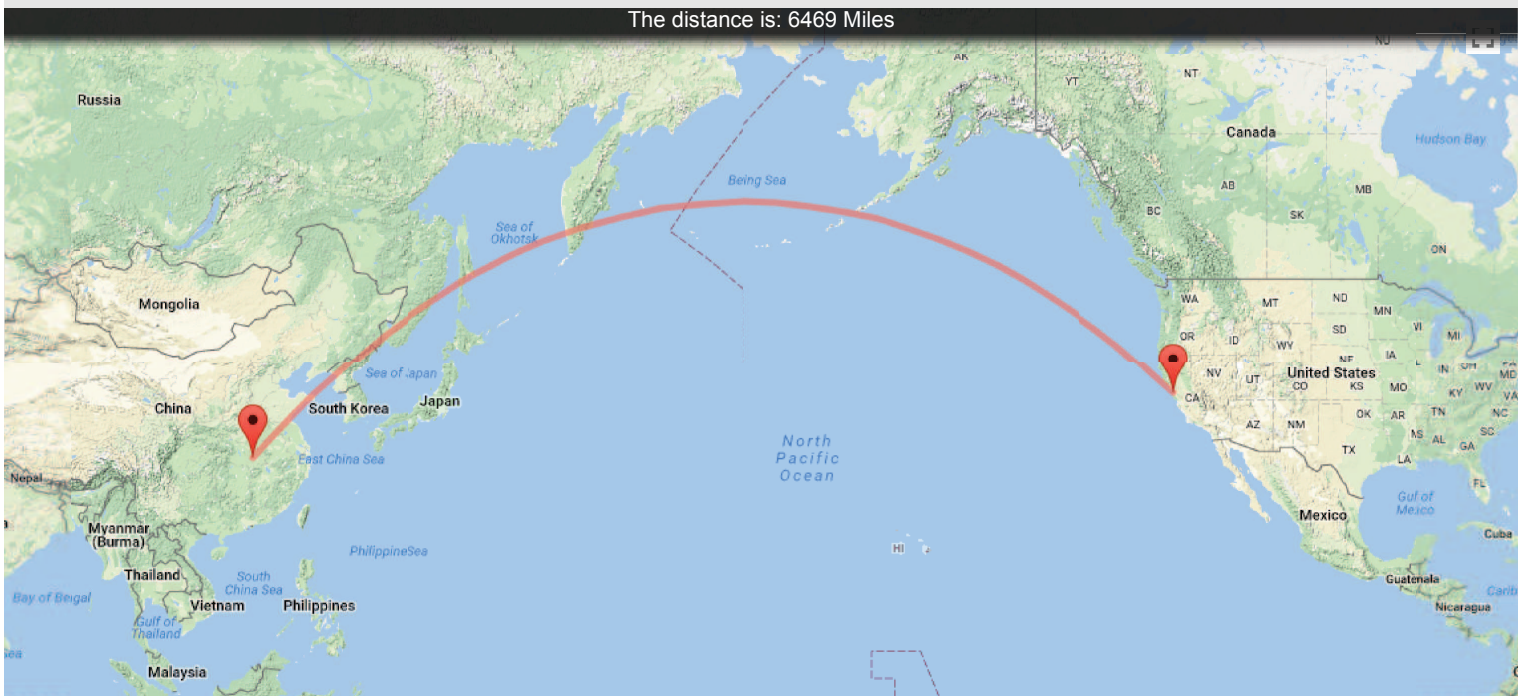 The distance is: 6469 Miles
NU
AK
YT
NT
Russia
Canada
Hudson Bay
Being Sea
AB
MB
BC
SK
Sea of
Okhotsk
ON
Mongolia
WA
MT
ND
MN
OR
ID
SD
VI
MI
WY
NE
IA
Sea of Japan
NV
UT
United States
IN
OH
MD
CO
KS
MO
KY
WV
VA
China
South Korea
Japan
CA
OK
AR
TN
NC
AZ
NM
MS
AL
GA
SC
North
Pacific
Ocean
TX
LA
East China Sea
Nepal
FL
Gulf of
Mexico
Mexico
Myanmar
(Burma)
Cuba
PhilippineSea
HI
Thailand
South
China Sea
Guatenala
Bay of Beigal
Vietnam
Philippines
Carib
Nicaragua
Gulf of
Thailand
Malaysia